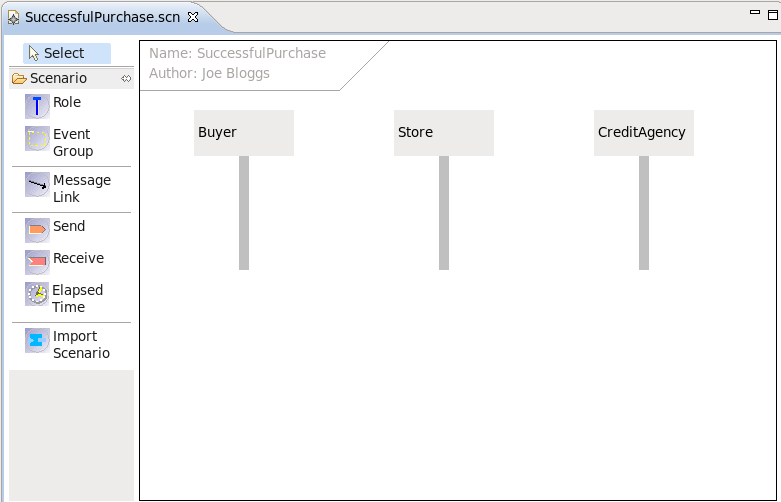 SuccessfulPurchase.scn
Select
Scenario
Role
Event
Group
Message
Link
Send
Receive
Elapsed
Time
Import
Scenario
Name: SuccessfulPurchase
Author: Joe Bloggs
Buyer
Store
CreditAgency